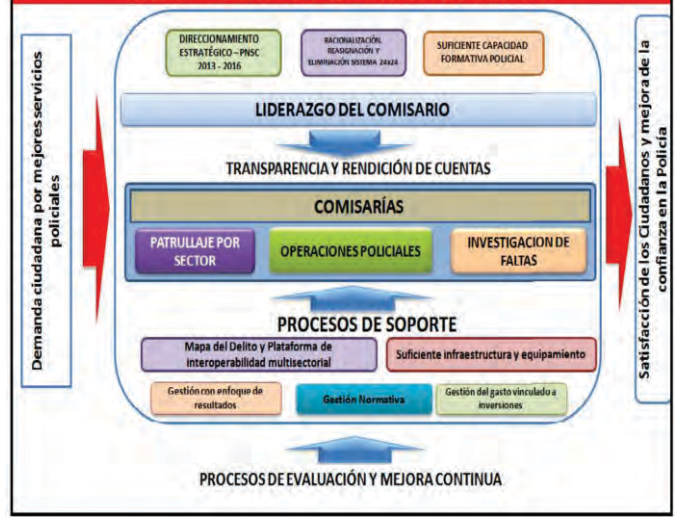 Demanda ciudadana por mejores servicios
policiales
DIRECCIONAMIENTO
ESTRATÉGICO – PNSC
2013 - 2016
RACIONALIZACIÓN,
REASIGNACIÓN Y
ELIMINACIÓN SISTEMA 24x24
SUFICIENTE CAPACIDAD
FORMATIVA POLICIAL
LIDERAZGO DEL COMISARIO
TRANSPARENCIA Y RENDICIÓN DE CUENTAS
COMISARÍAS
PATRULLAJE POR
SECTOR
OPERACIONES POLICIALES
INVESTIGACION DE
FALTAS
PROCESOS DE SOPORTE
Mapa del Delito y Plataforma de
interoperabilidad multisectorial
Suficiente infraestructura y equipamiento
Gestión con enfoque de
resultados
Gestión Normativa
Gestión del gasto vinculado a
inversiones
PROCESOS DE EVALUACIÓN Y MEJORA CONTINUA
Satisfacción de los Ciudadanos y mejora de la
confianza en la Policía